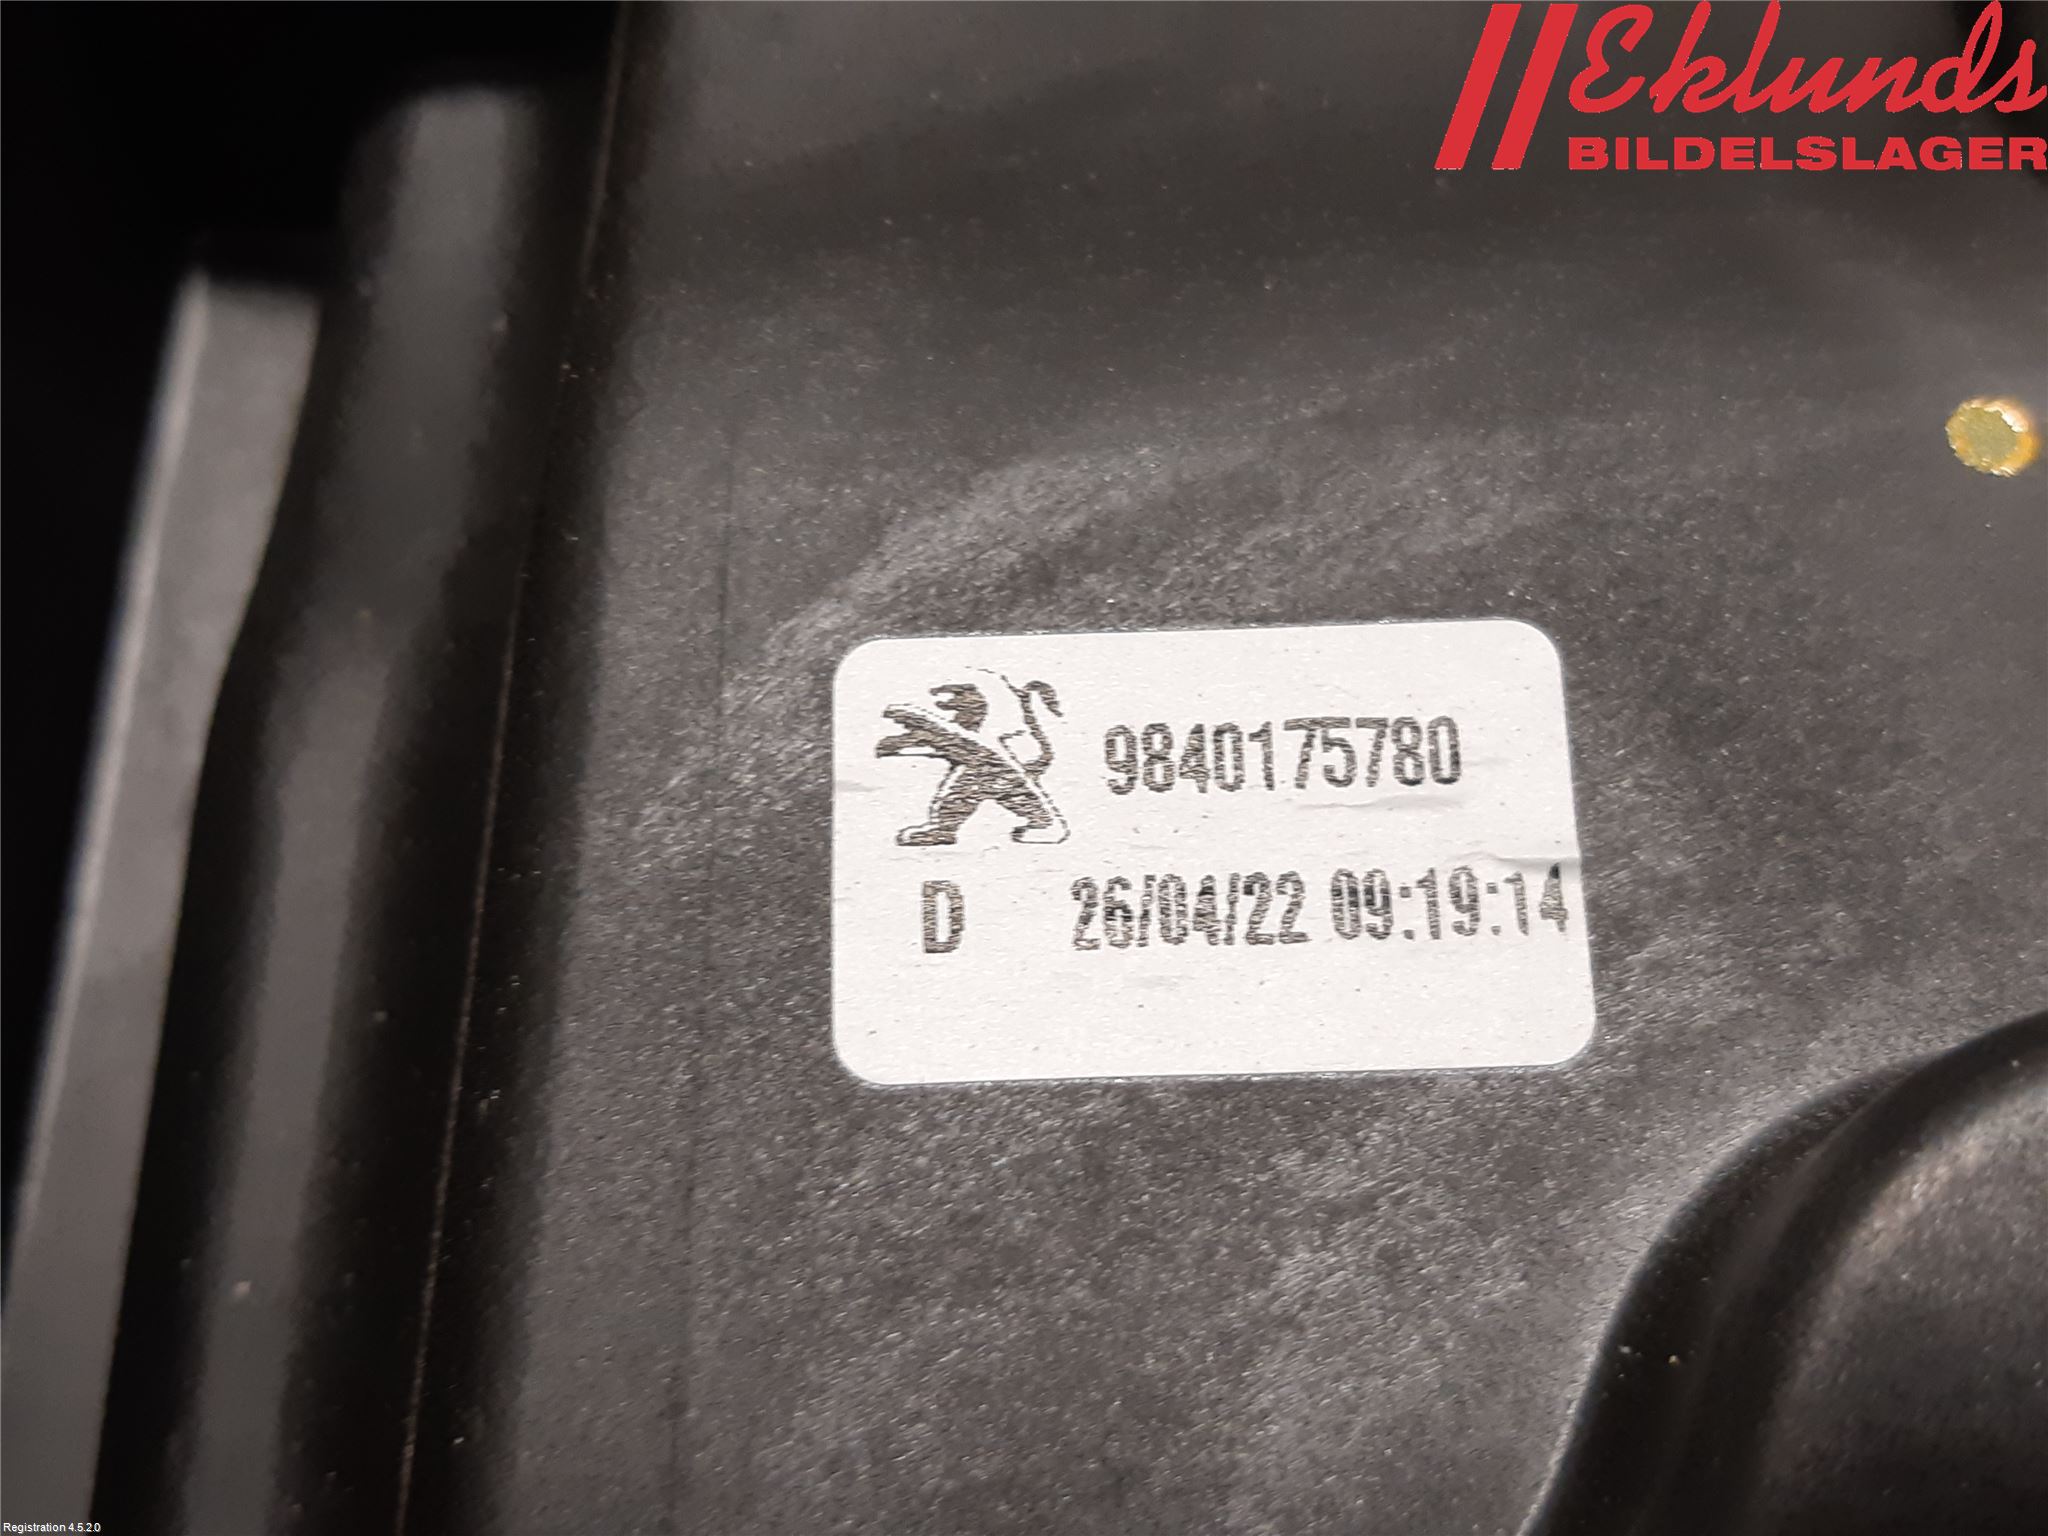 Eklunds
BILDELSLAGER
9840175780
D 26/04/22 09:19:14
Registration 4.5.2.0